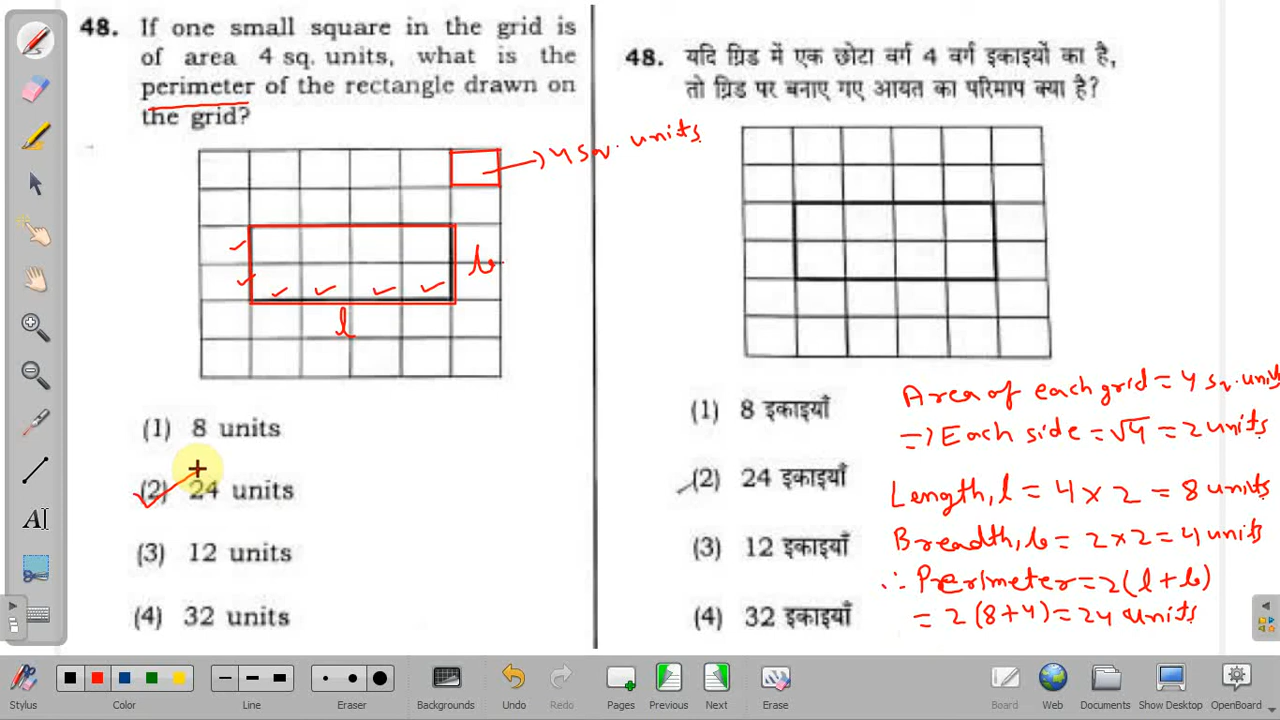 48. If one small square in the grid is
of area 4 sq. units, what is the
perimeter of the rectangle drawn on
the grid?
4 sq. units
b
l
(1) 8 units
(2) 24 units
(3) 12 units
(4) 32 units
48. यदि ग्रिड में एक छोटा वर्ग 4 वर्ग इकाइयों का है,
तो ग्रिड पर बनाए गए आयत का परिमाप क्या है?
(1) 8 इकाइयाँ
(2) 24 इकाइयाँ
(3) 12 इकाइयाँ
(4) 32 इकाइयाँ
Area of each grid = 4 sq. units
=> Each side = √4 = 2 units
Length, l = 4 × 2 = 8 units
Breadth, b = 2 × 2 = 4 units
∴ Perimeter = 2(l + b)
= 2(8+4) = 24 units
Color
Line
Eraser
Backgrounds
Undo
Redo
Pages
Previous
Next
Erase
Board
Web
Documents
Show Desktop
OpenBoard